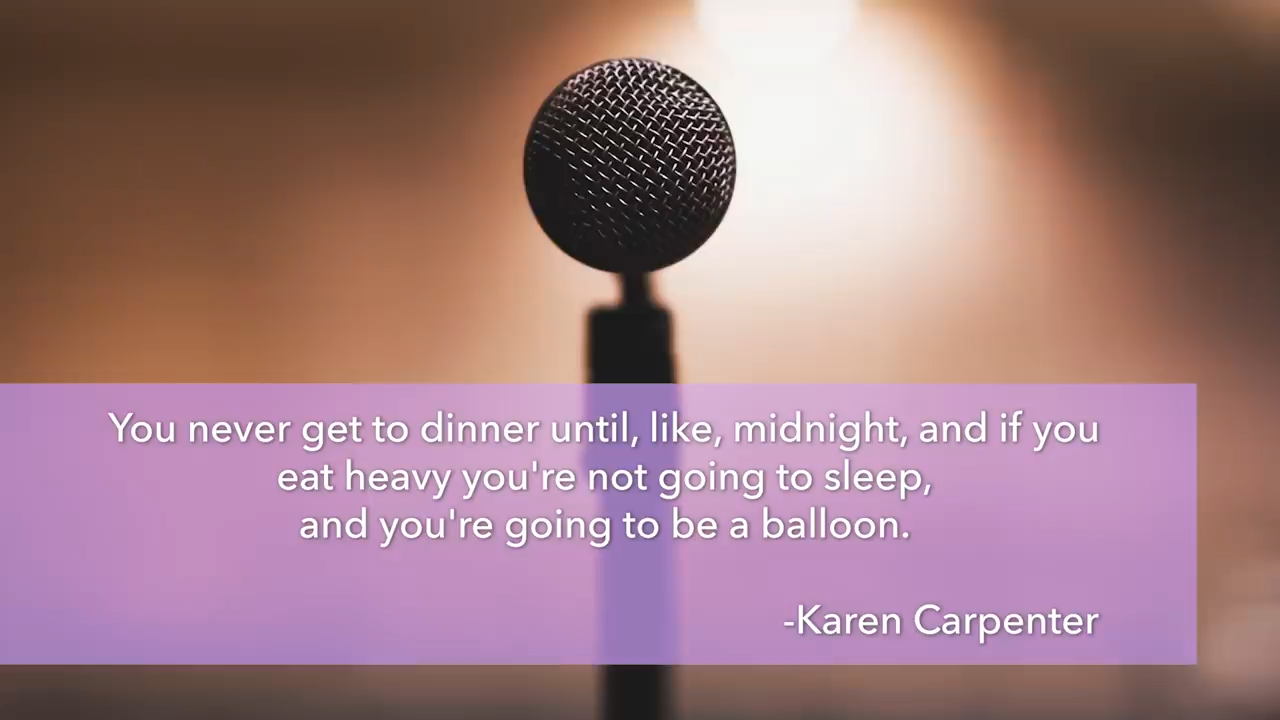 You never get to dinner until, like, midnight, and if you
eat heavy you're not going to sleep,
and you're going to be a balloon.
-Karen Carpenter